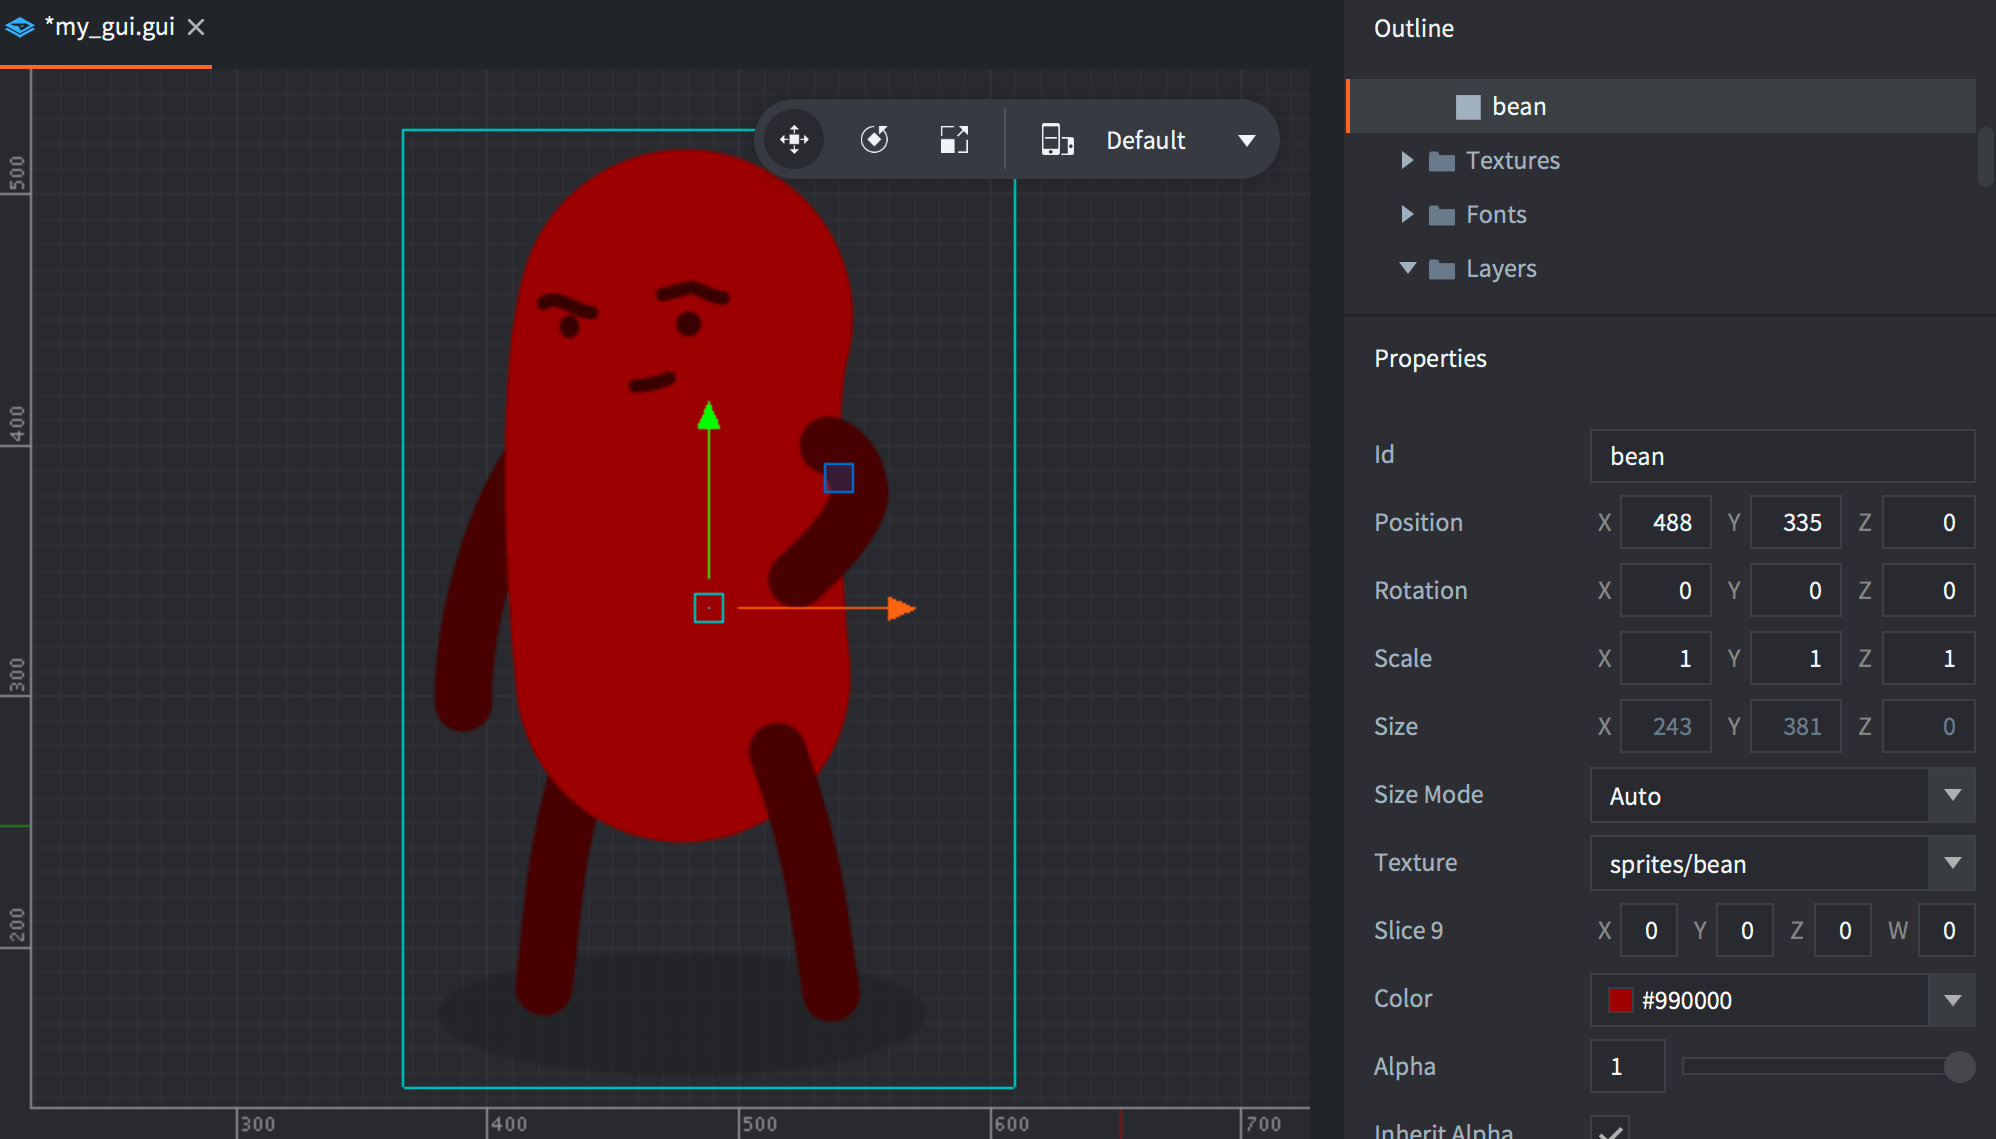 *my_gui.gui
Default
500
400
300
200
300
400
500
600
700
Outline
bean
Textures
Fonts
Layers
Properties
Id bean
Position X 488 Y 335 Z 0
Rotation X 0 Y 0 Z 0
Scale X 1 Y 1 Z 1
Size X 243 Y 381 Z 0
Size Mode Auto
Texture sprites/bean
Slice 9 X 0 Y 0 Z 0 W 0
Color #990000
Alpha 1
Inherit Alpha